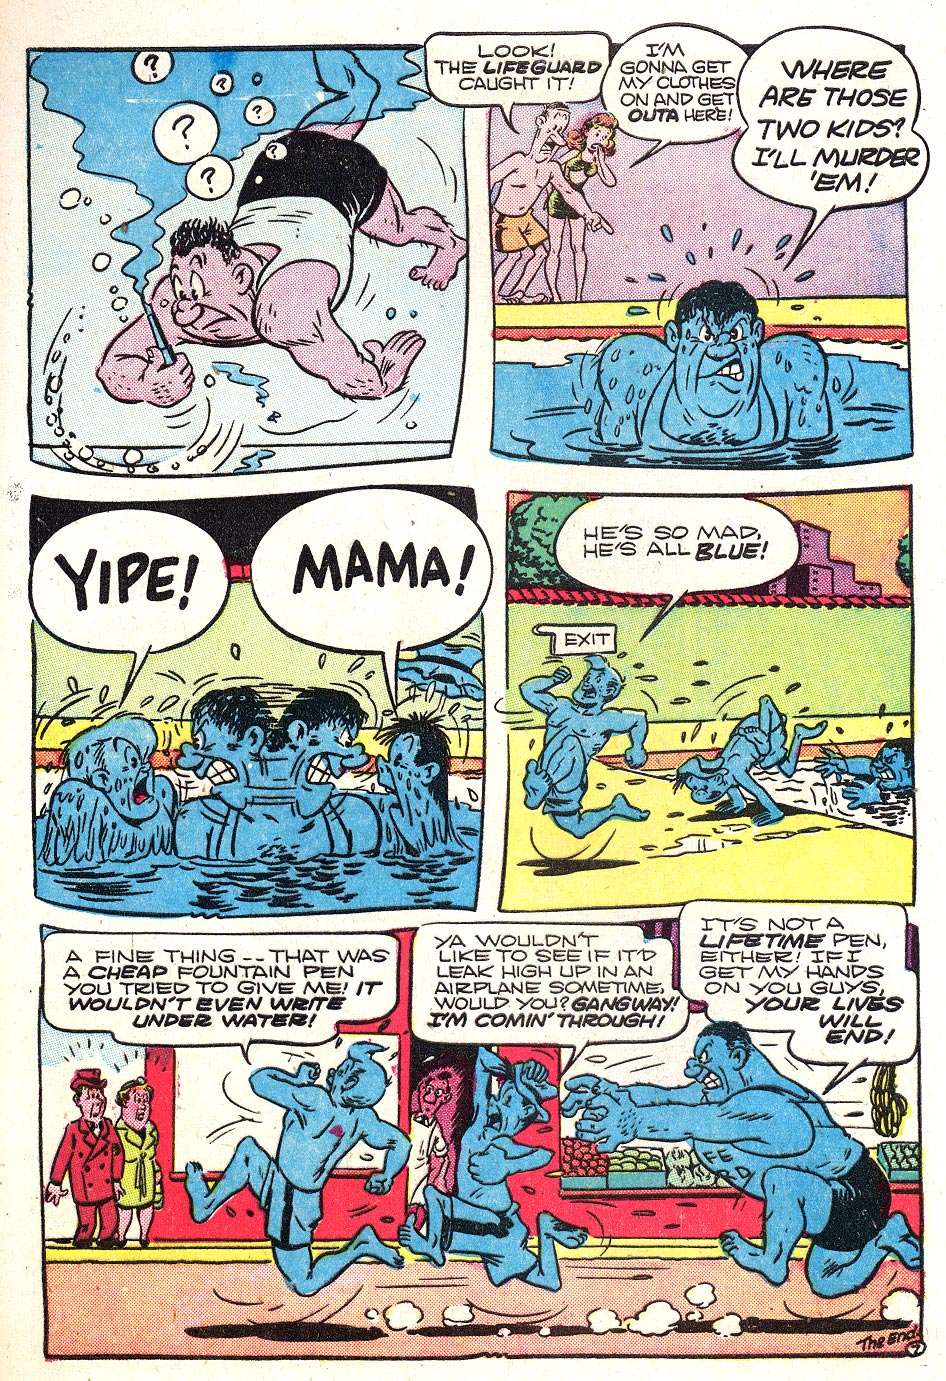 ?
?
?
?
?
?
LOOK!
THE LIFEGUARD
CAUGHT IT!
I'M
GONNA GET
MY CLOTHES
ON AND GET
OUTA HERE!
WHERE
ARE THOSE
TWO KIDS?
I'LL MURDER
'EM!
YIPE!
MAMA!
HE'S SO MAD,
HE'S ALL BLUE!
EXIT
A FINE THING -- THAT WAS
A CHEAP FOUNTAIN PEN
YOU TRIED TO GIVE ME! IT
WOULDN'T EVEN WRITE
UNDER WATER!
YA WOULDN'T
LIKE TO SEE IF IT'D
LEAK HIGH UP IN AN
AIRPLANE SOMETIME,
WOULD YOU? GANGWAY!
I'M COMIN' THROUGH!
IT'S NOT A
LIFETIME PEN,
EITHER! IF I
GET MY HANDS
ON YOU GUYS,
YOUR LIVES
WILL
END!
The End.
7